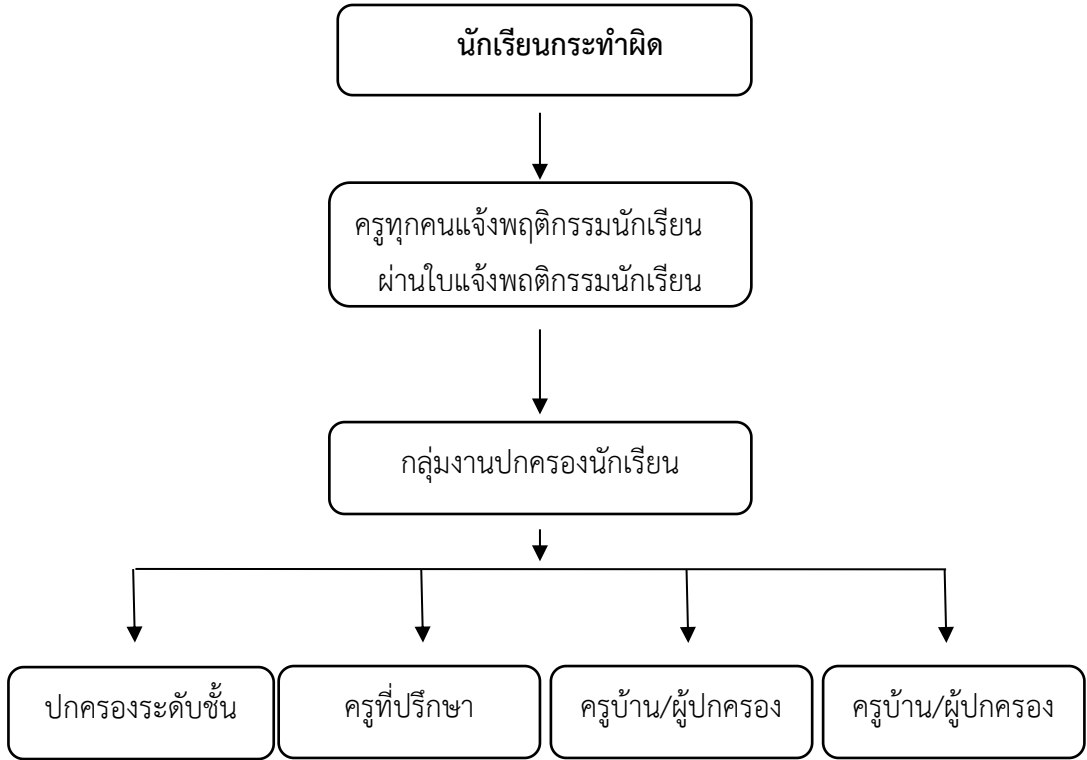 นักเรียนกระทำผิด
ครูทุกคนแจ้งพฤติกรรมนักเรียน
ผ่านใบแจ้งพฤติกรรมนักเรียน
กลุ่มงานปกครองนักเรียน
ปกครองระดับชั้น
ครูที่ปรึกษา
ครูบ้าน/ผู้ปกครอง
ครูบ้าน/ผู้ปกครอง